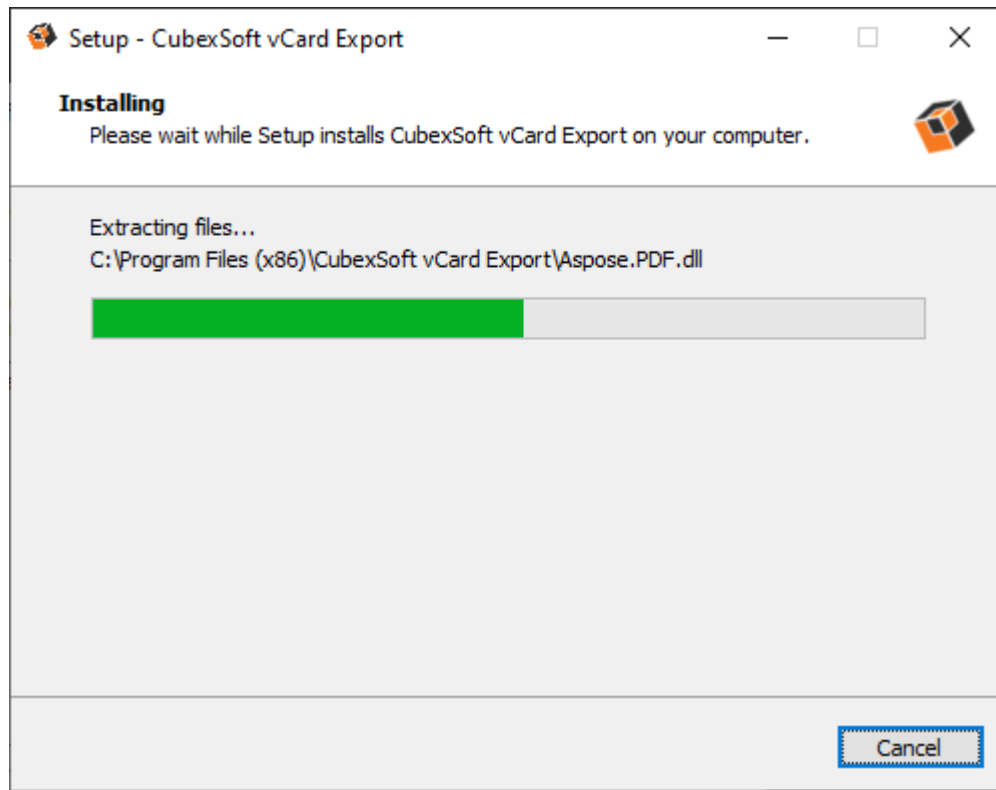 Setup - CubexSoft vCard Export
Installing
Please wait while Setup installs CubexSoft vCard Export on your computer.
Extracting files...
C:\Program Files (x86)\CubexSoft vCard Export\Aspose.PDF.dll
Cancel